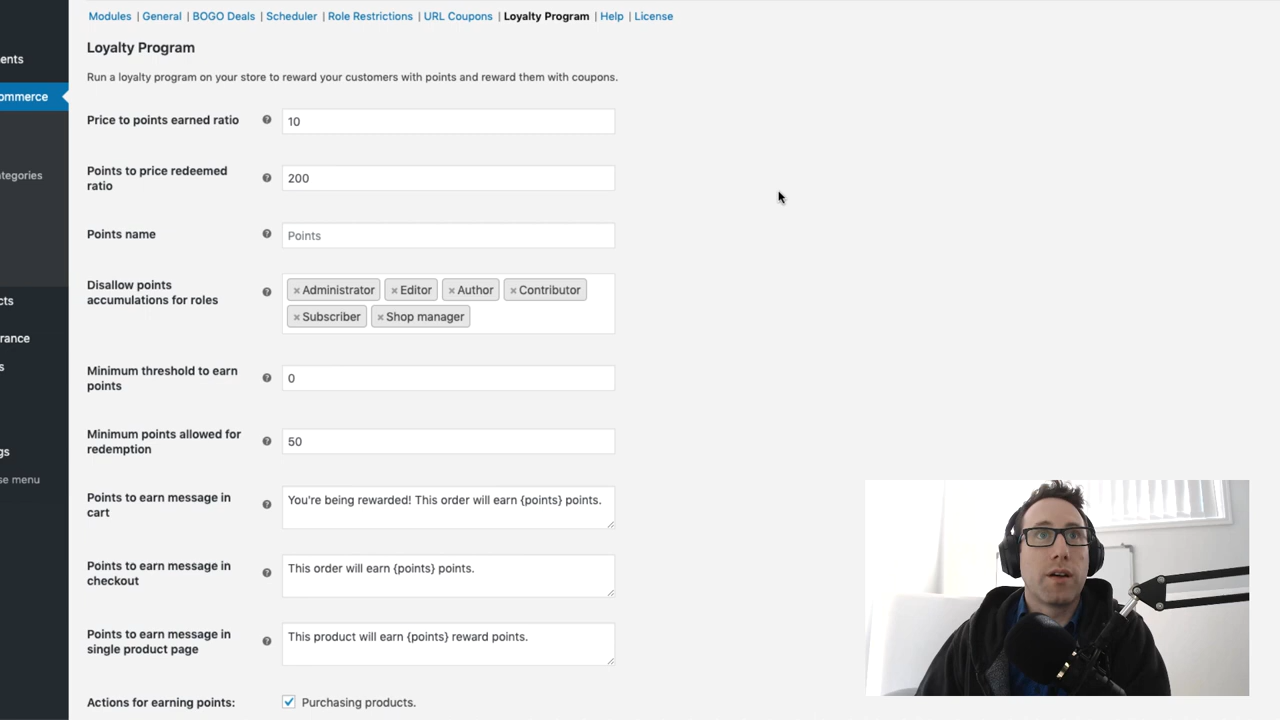 Modules | General | BOGO Deals | Scheduler | Role Restrictions | URL Coupons | Loyalty Program | Help | License
Loyalty Program
Run a loyalty program on your store to reward your customers with points and reward them with coupons.
ents
ommerce
ategories
cts
rance
s
gs
se menu
Price to points earned ratio
10
Points to price redeemed
ratio
200
Points name
Points
Disallow points
accumulations for roles
× Administrator × Editor × Author × Contributor
× Subscriber × Shop manager
Minimum threshold to earn
points
0
Minimum points allowed for
redemption
50
Points to earn message in
cart
You're being rewarded! This order will earn {points} points.
Points to earn message in
checkout
This order will earn {points} points.
Points to earn message in
single product page
This product will earn {points} reward points.
Actions for earning points:
Purchasing products.